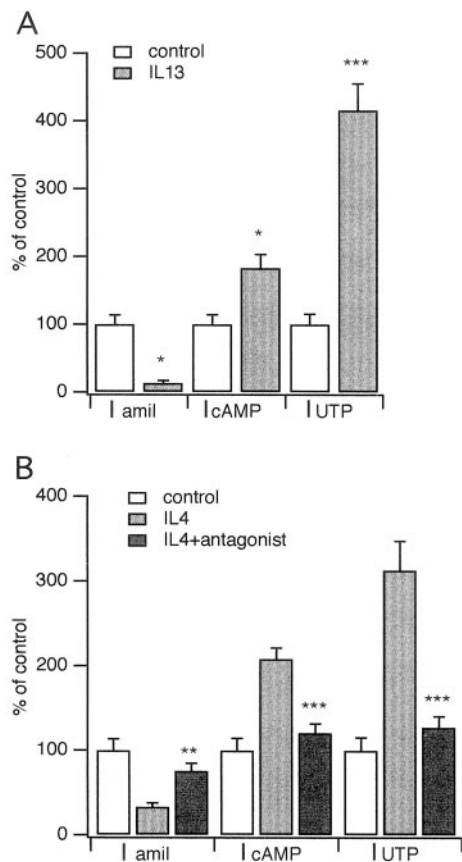 A
control
IL13
500
400
300
200
100
0
% of control
*
*
***
I amil
I cAMP
I UTP
B
control
IL4
IL4+antagonist
400
300
200
100
0
% of control
**
***
***
I amil
I cAMP
I UTP